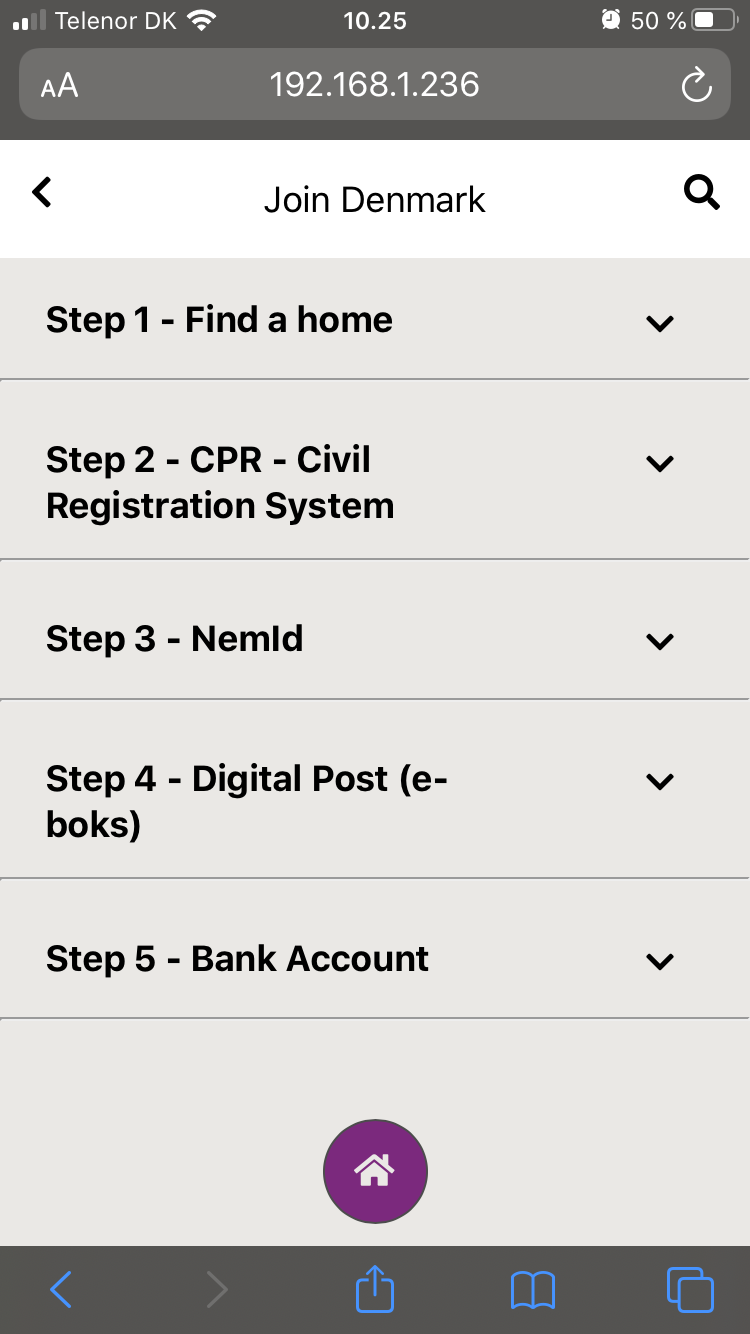 Telenor DK 10.25 50 %
AA 192.168.1.236
Join Denmark
Step 1 - Find a home
Step 2 - CPR - Civil
Registration System
Step 3 - NemId
Step 4 - Digital Post (e-
boks)
Step 5 - Bank Account